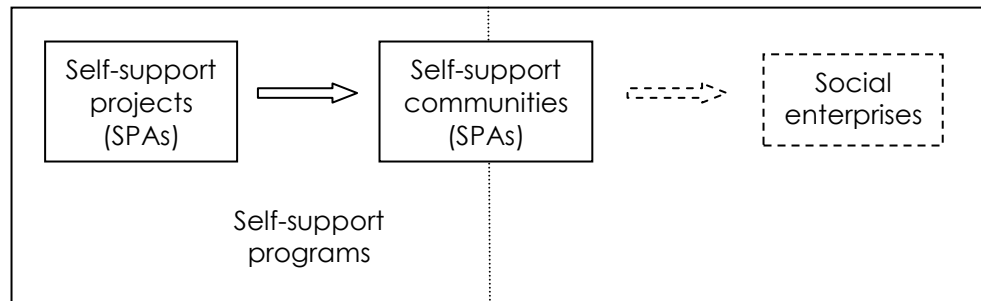 Self-support
projects
(SPAs)
Self-support
communities
(SPAs)
Social
enterprises
Self-support
programs